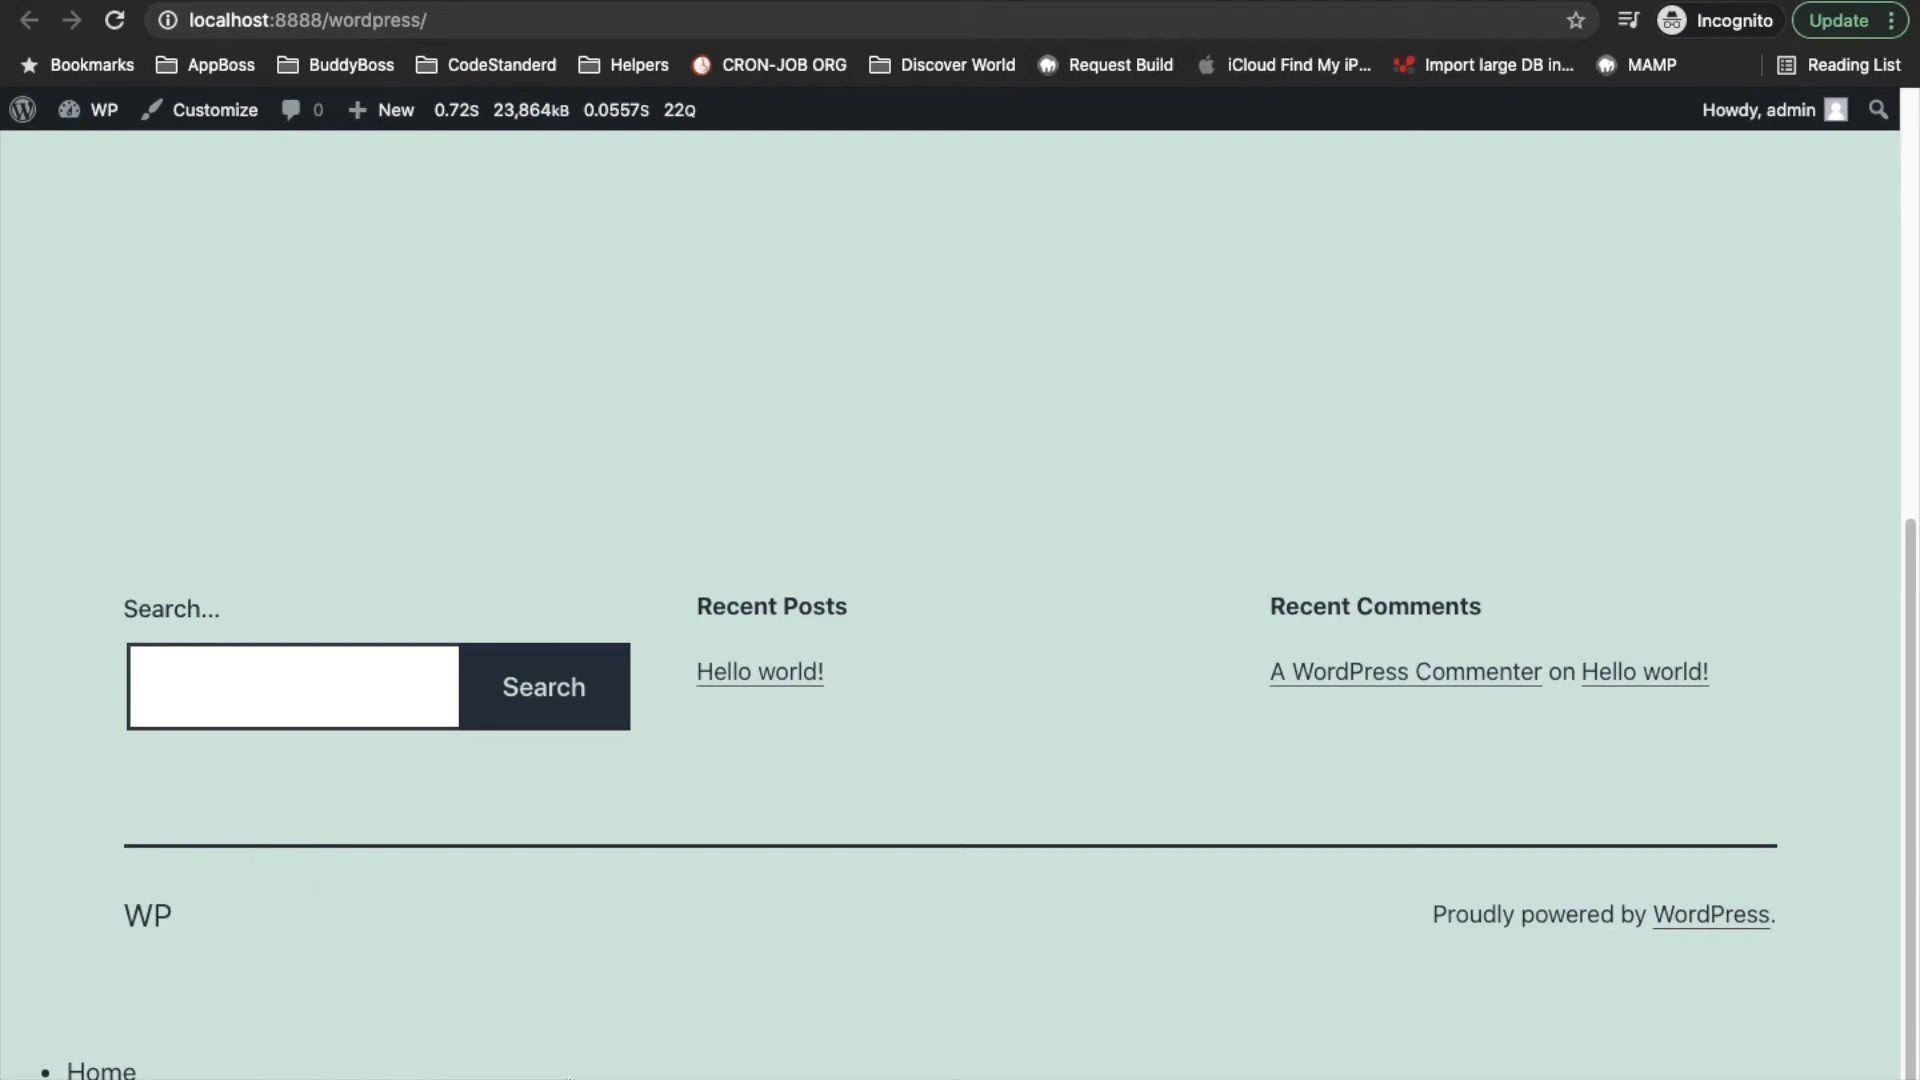 localhost:8888/wordpress/
Incognito
Update
Bookmarks
AppBoss
BuddyBoss
CodeStanderd
Helpers
CRON-JOB ORG
Discover World
Request Build
iCloud Find My iP...
Import large DB in...
MAMP
Reading List
WP
Customize
0
New
0.72S 23,864KB 0.0557S 22Q
Howdy, admin
Search...
Search
Recent Posts
Hello world!
Recent Comments
A WordPress Commenter on Hello world!
WP
Proudly powered by WordPress.
• Home